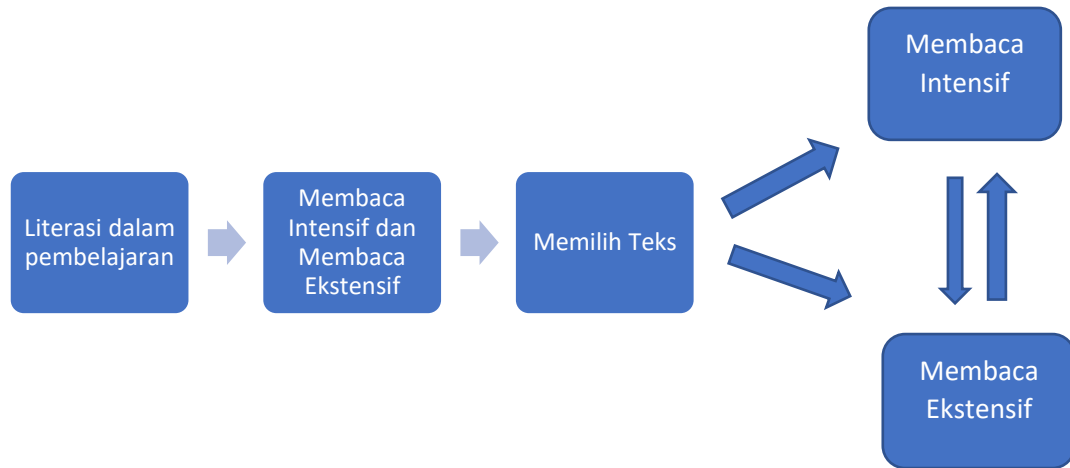 Literasi dalam
pembelajaran
Membaca
Intensif dan
Membaca
Ekstensif
Memilih Teks
Membaca
Intensif
Membaca
Ekstensif